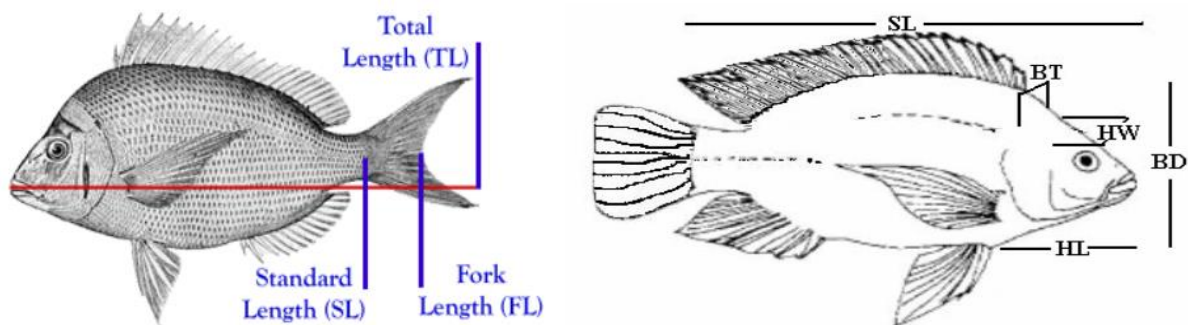 Total
Length (TL)
Standard
Length (SL)
Fork
Length (FL)
SL
BT
HW
BD
HL